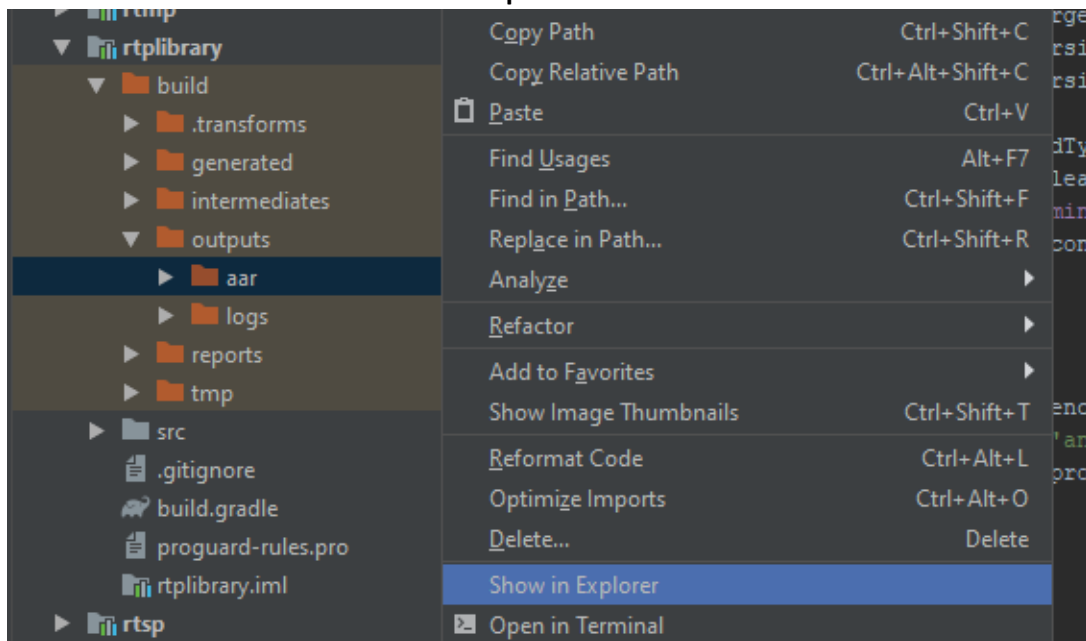 rtplibrary
build
.transforms
generated
intermediates
outputs
aar
logs
reports
tmp
src
.gitignore
build.gradle
proguard-rules.pro
rtplibrary.iml
rtsp
Copy Path Ctrl+Shift+C
Copy Relative Path Ctrl+Alt+Shift+C
Paste Ctrl+V
Find Usages Alt+F7
Find in Path... Ctrl+Shift+F
Replace in Path... Ctrl+Shift+R
Analyze
Refactor
Add to Favorites
Show Image Thumbnails Ctrl+Shift+T
Reformat Code Ctrl+Alt+L
Optimize Imports Ctrl+Alt+O
Delete... Delete
Show in Explorer
Open in Terminal